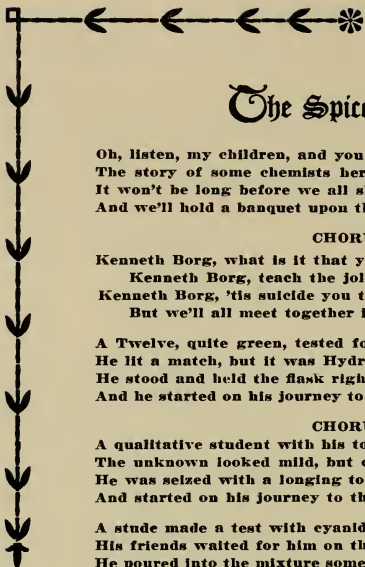 The Spic
Oh, listen, my children, and you
The story of some chemists her
It won't be long before we all s
And we'll hold a banquet upon th
CHORU
Kenneth Borg, what is it that y
Kenneth Borg, teach the jol
Kenneth Borg, 'tis suicide you t
But we'll all meet together i
A Twelve, quite green, tested fo
He lit a match, but it was Hydr
He stood and held the flask righ
And he started on his journey to
CHORU
A qualitative student with his to
The unknown looked mild, but
He was seized with a longing to
And started on his journey to th
A stude made a test with cyanid
His friends waited for him on th
He poured into the mixture some